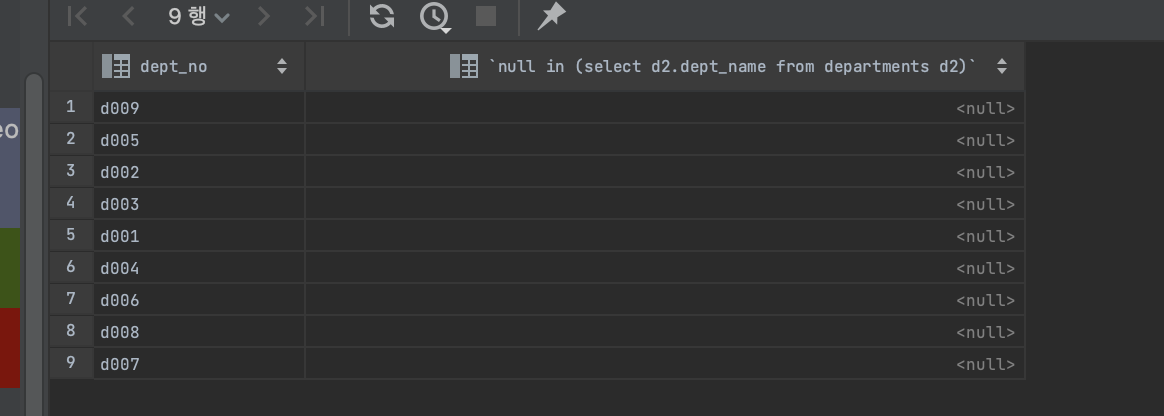 9 행
eo
dept_no `null in (select d2.dept_name from departments d2)`
1 d009 <null>
2 d005 <null>
3 d002 <null>
4 d003 <null>
5 d001 <null>
6 d004 <null>
7 d006 <null>
8 d008 <null>
9 d007 <null>